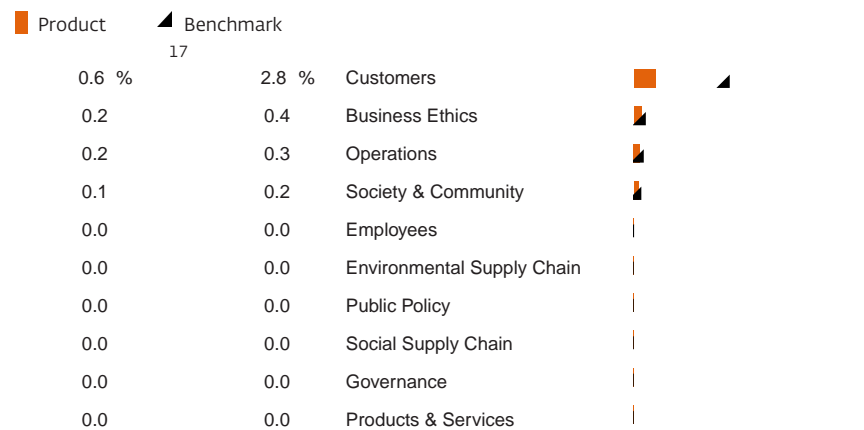 Product Benchmark
17
0.6 % 2.8 % Customers
0.2 0.4 Business Ethics
0.2 0.3 Operations
0.1 0.2 Society & Community
0.0 0.0 Employees
0.0 0.0 Environmental Supply Chain
0.0 0.0 Public Policy
0.0 0.0 Social Supply Chain
0.0 0.0 Governance
0.0 0.0 Products & Services